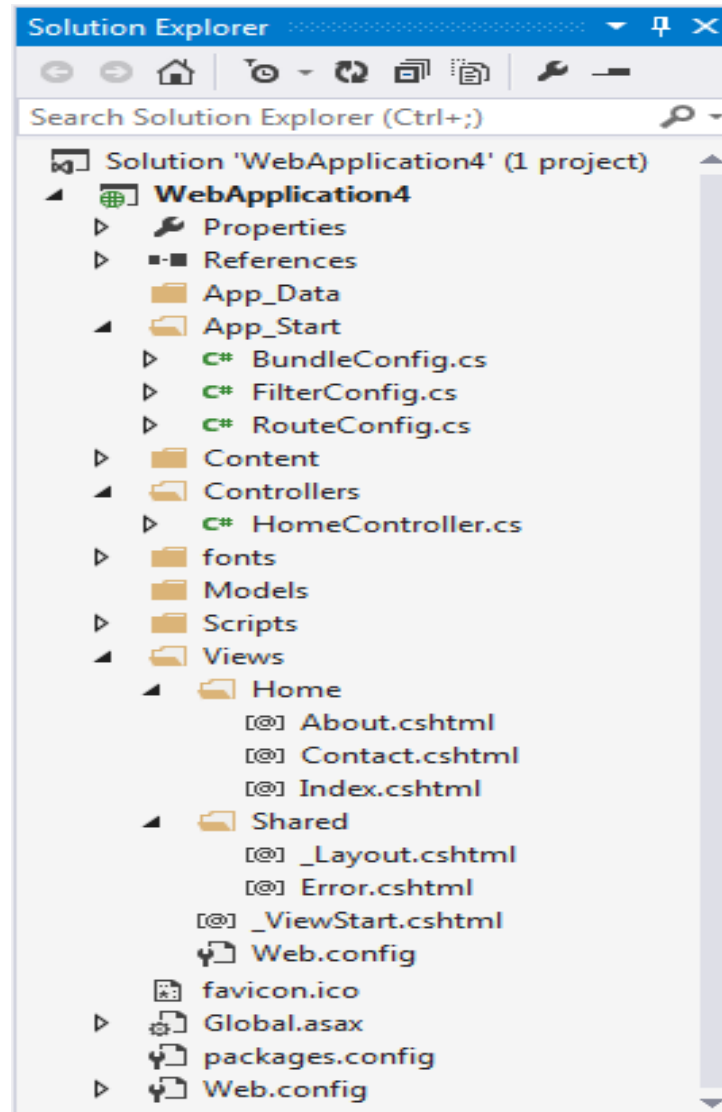 Solution Explorer
Search Solution Explorer (Ctrl+;)
Solution 'WebApplication4' (1 project)
WebApplication4
Properties
References
App_Data
App_Start
C# BundleConfig.cs
C# FilterConfig.cs
C# RouteConfig.cs
Content
Controllers
C# HomeController.cs
fonts
Models
Scripts
Views
Home
[@] About.cshtml
[@] Contact.cshtml
[@] Index.cshtml
Shared
[@] _Layout.cshtml
[@] Error.cshtml
[@] _ViewStart.cshtml
Web.config
favicon.ico
Global.asax
packages.config
Web.config